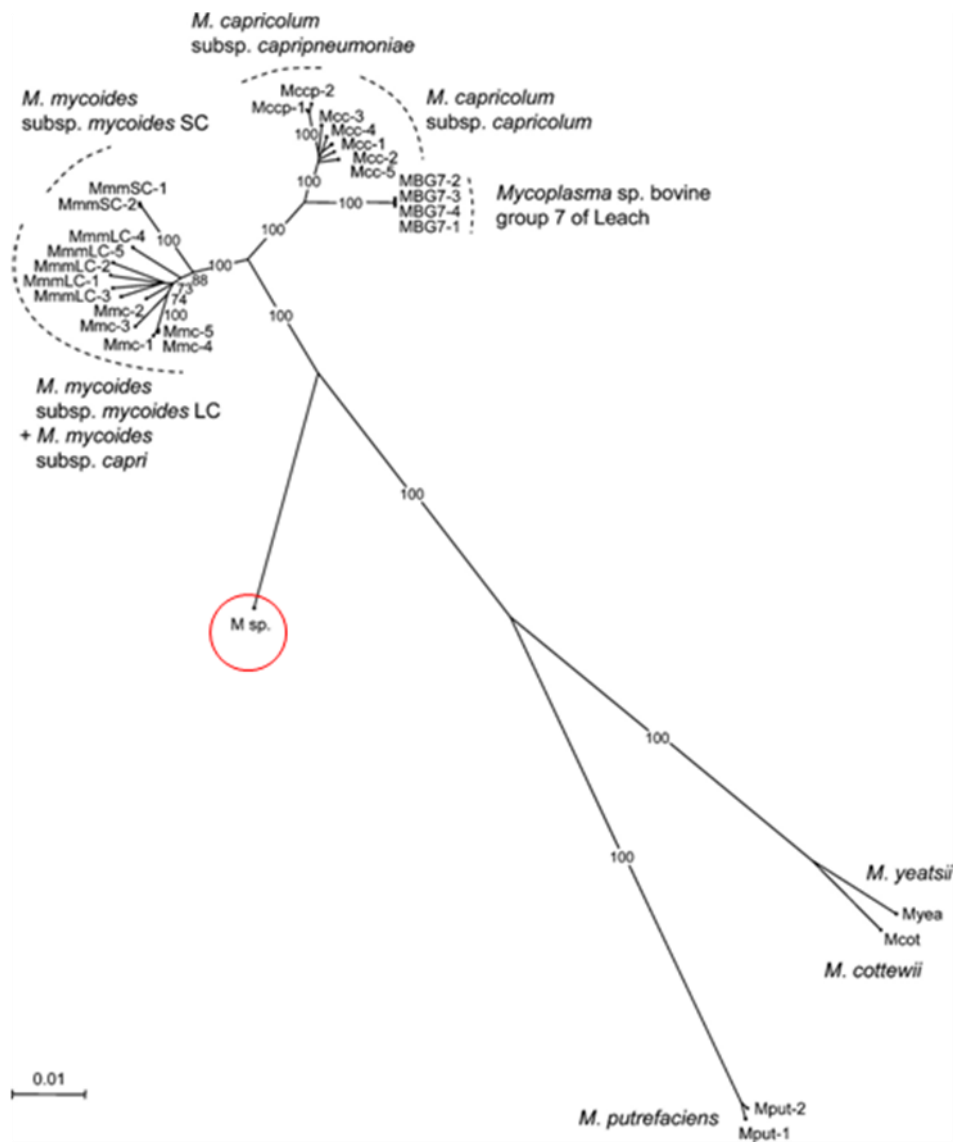 M. capricolum
subsp. capripneumoniae
M. mycoides
subsp. mycoides SC
M. capricolum
subsp. capricolum
Mccp-2
Mccp-1
Mcc-3
Mcc-4
Mcc-1
Mcc-2
Mcc-5
100
100
MBG7-2
MBG7-3
MBG7-4
MBG7-1
100
Mycoplasma sp. bovine
group 7 of Leach
MmmSC-1
MmmSC-2
100
100
MmmLC-4
MmmLC-5
MmmLC-2
MmmLC-1
MmmLC-3
Mmc-2
Mmc-3
Mmc-1
Mmc-5
Mmc-4
100
88
73
74
100
100
M. mycoides
subsp. mycoides LC
+ M. mycoides
subsp. capri
100
M sp.
100
100
M. yeatsii
Myea
Mcot
M. cottewii
0.01
M. putrefaciens
Mput-2
Mput-1